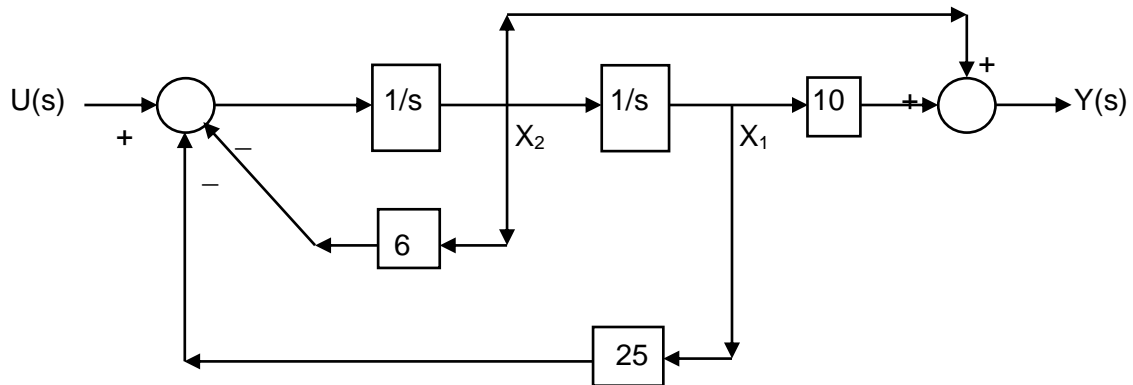 +
U(s)
1/s
1/s
10
+
Y(s)
+
X₂
X₁
–
–
6
25